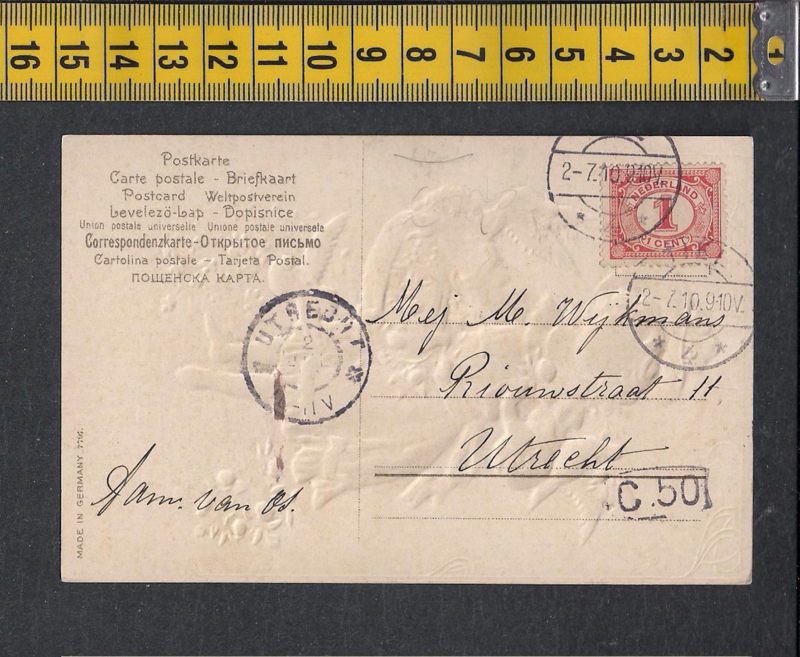 16 15 14 13 12 11 10 9 8 7 6 5 4 3 2 1
Postkarte
Carte postale - Briefkaart
Postcard Weltpostverein
Levelezö-Lap - Dopisnice
Union postale universelle Unione postale universale
Correspondenzkarte-Открытое письмо
Cartolina postale - Tarjeta Postal.
ПОЩЕНСКА КАРТА.
2-7.10.9-10V.
NEDERLAND
1
(1 CENT)
2-7.10.9-10V.
UTRECHT
2
Mej M. Wijkmans
Riouwstraat 11
Utrecht
C.50
van Os.
MADE IN GERMANY